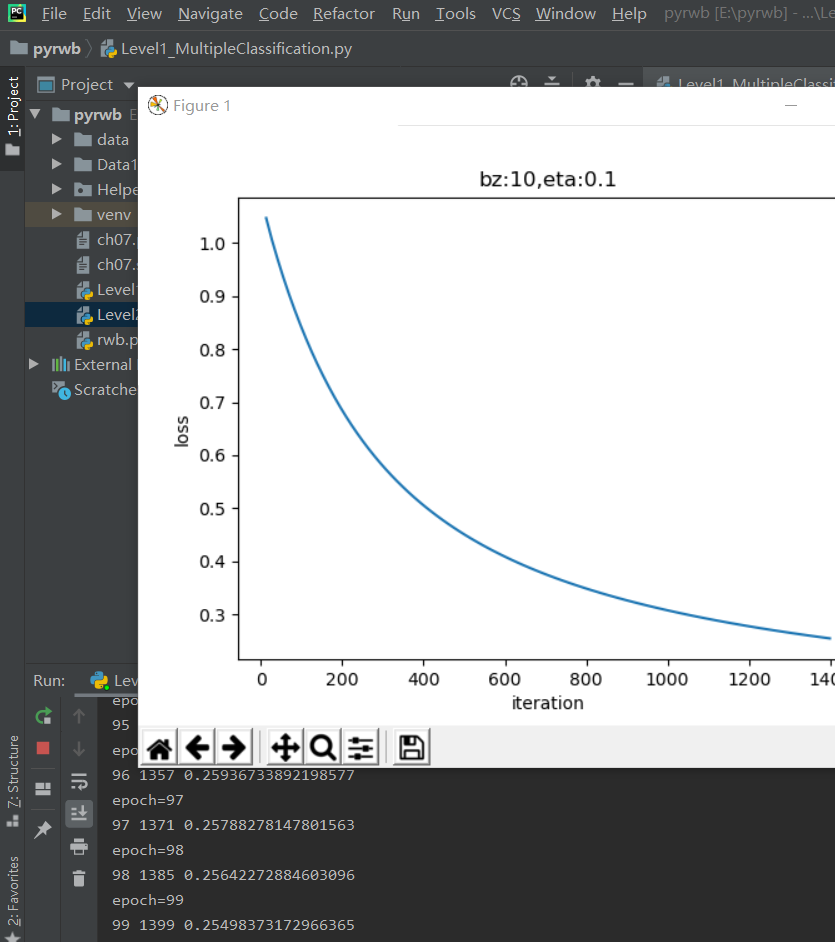 PC File Edit View Navigate Code Refactor Run Tools VCS Window Help pyrwb [E:\pyrwb] - ...\Le
pyrwb Level1_MultipleClassification.py
1: Project
Project
Level1_MultipleClassif
pyrwb E
data
Data1
Helpe
venv
ch07.
ch07.
Level
Level
rwb.p
External
Scratche
Figure 1
bz:10,eta:0.1
1.0
0.9
0.8
0.7
0.6
0.5
0.4
0.3
loss
0 200 400 600 800 1000 1200 140
iteration
Run: Lev
epoc
95
epo
96 1357 0.25936733892198577
epoch=97
97 1371 0.25788278147801563
epoch=98
98 1385 0.25642272884603096
epoch=99
99 1399 0.25498373172966365
7: Structure
2: Favorites